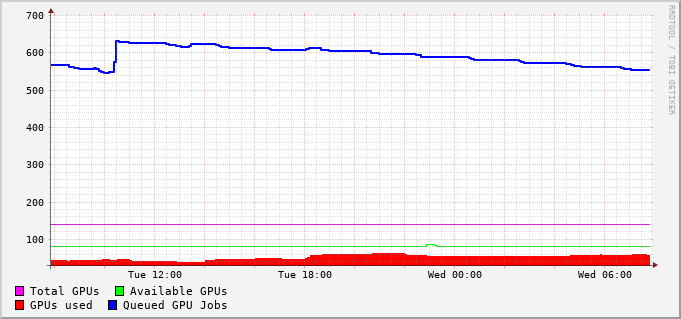 700
600
500
400
300
200
100
Tue 12:00 Tue 18:00 Wed 00:00 Wed 06:00
Total GPUs Available GPUs
GPUs used Queued GPU Jobs
RRDTOOL / TOBI OETIKER